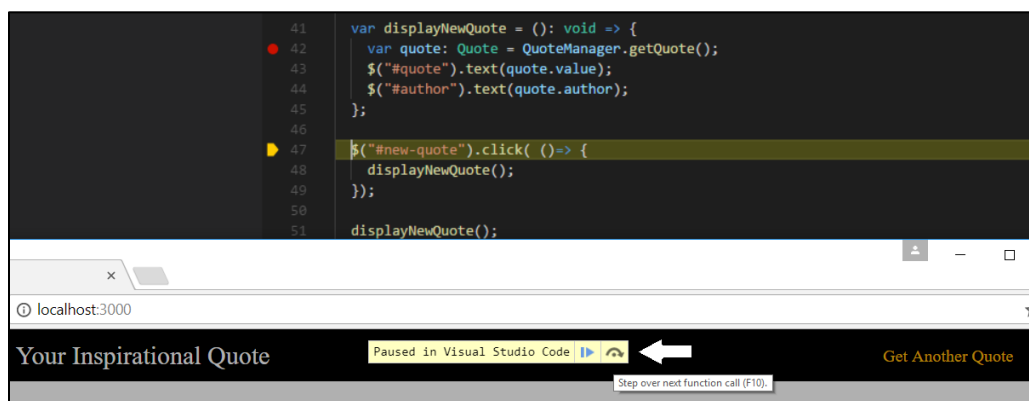 41 var displayNewQuote = (): void => {
42 var quote: Quote = QuoteManager.getQuote();
43 $("#quote").text(quote.value);
44 $("#author").text(quote.author);
45 };
46
47 $("#new-quote").click( ()=> {
48 displayNewQuote();
49 });
50
51 displayNewQuote();
localhost:3000
Your Inspirational Quote
Paused in Visual Studio Code
Get Another Quote
Step over next function call (F10).